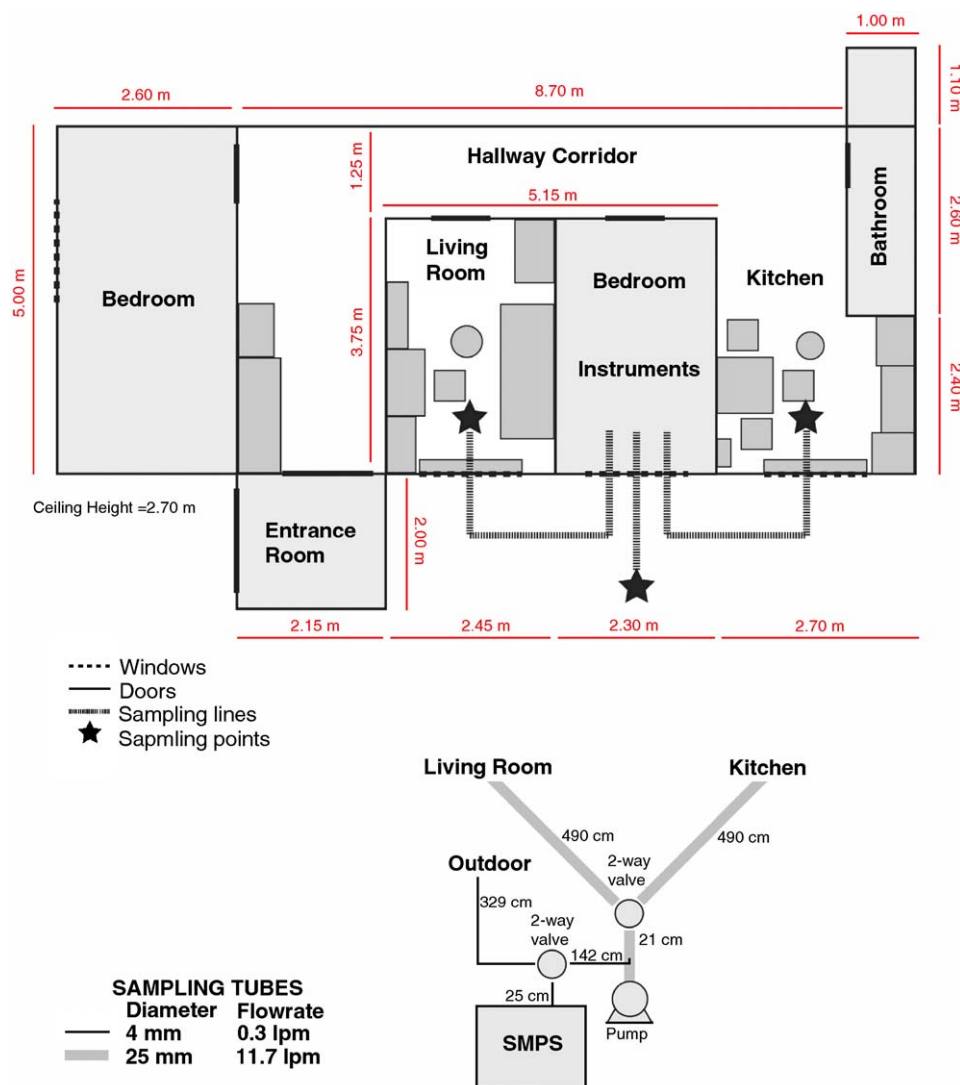 1.00 m
2.60 m
8.70 m
1.10 m
Hallway Corridor
1.25 m
5.15 m
Living
Room
Bedroom
Kitchen
Bathroom
2.60 m
5.00 m
Bedroom
3.75 m
Instruments
2.40 m
Ceiling Height =2.70 m
Entrance
Room
2.00 m
2.15 m
2.45 m
2.30 m
2.70 m
Windows
Doors
Sampling lines
Sapmling points
Living Room
Kitchen
490 cm
490 cm
2-way
valve
Outdoor
329 cm
2-way
valve
21 cm
142 cm
25 cm
Pump
SMPS
SAMPLING TUBES
Diameter Flowrate
4 mm 0.3 lpm
25 mm 11.7 lpm